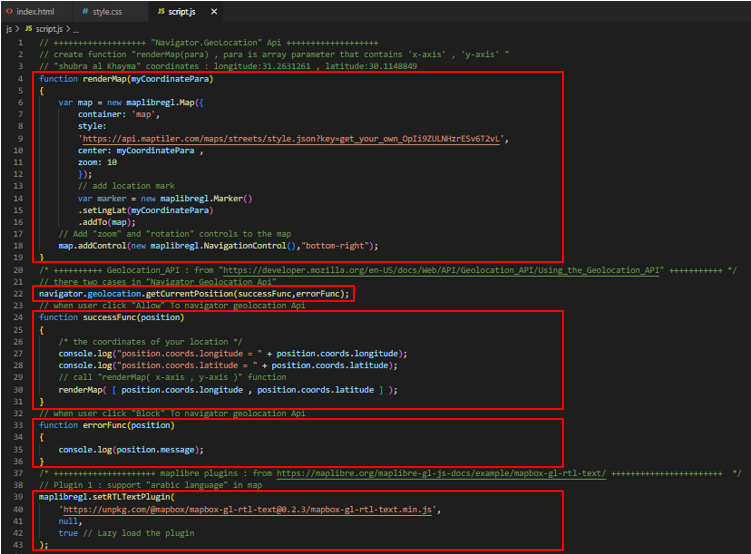 index.html # style.css JS script.js ×
js > JS script.js > ...
1 // +++++++++++++++++++ "Navigator.GeoLocation" Api +++++++++++++++++++
2 // create function "renderMap(para) , para is array parameter that contains 'x-axis' , 'y-axis' "
3 // "shubra al Khayma" coordinates : longitude:31.2631261 , latitude:30.1148849
4 function renderMap(myCoordinatePara)
5 {
6 var map = new maplibregl.Map({
7 container: 'map',
8 style:
9 'https://api.maptiler.com/maps/streets/style.json?key=get_your_own_OpIi9ZULNHzrESv6T2vL',
10 center: myCoordinatePara ,
11 zoom: 10
12 });
13 // add location mark
14 var marker = new maplibregl.Marker()
15 .setLngLat(myCoordinatePara)
16 .addTo(map);
17 // Add "zoom" and "rotation" controls to the map
18 map.addControl(new maplibregl.NavigationControl(),"bottom-right");
19 }
20 /* ++++++++++ Geolocation_API : from "https://developer.mozilla.org/en-US/docs/Web/API/Geolocation_API/Using_the_Geolocation_API" +++++++++++ */
21 // there two cases in "Navigator Geolocation Api"
22 navigator.geolocation.getCurrentPosition(successFunc,errorFunc);
23 // when user click "Allow" To navigator geolocation Api
24 function successFunc(position)
25 {
26 /* the coordinates of your location */
27 console.log("position.coords.longitude = " + position.coords.longitude);
28 console.log("position.coords.latitude = " + position.coords.latitude);
29 // call "renderMap( x-axis , y-axis )" function
30 renderMap( [ position.coords.longitude , position.coords.latitude ] );
31 }
32 // when user click "Block" To navigator geolocation Api
33 function errorFunc(position)
34 {
35 console.log(position.message);
36 }
37 /* +++++++++++++++++++++ maplibre plugins : from https://maplibre.org/maplibre-gl-js-docs/example/mapbox-gl-rtl-text/ +++++++++++++++++++++++ */
38 // Plugin 1 : support "arabic language" in map
39 maplibregl.setRTLTextPlugin(
40 'https://unpkg.com/@mapbox/mapbox-gl-rtl-text@0.2.3/mapbox-gl-rtl-text.min.js',
41 null,
42 true // Lazy load the plugin
43 );